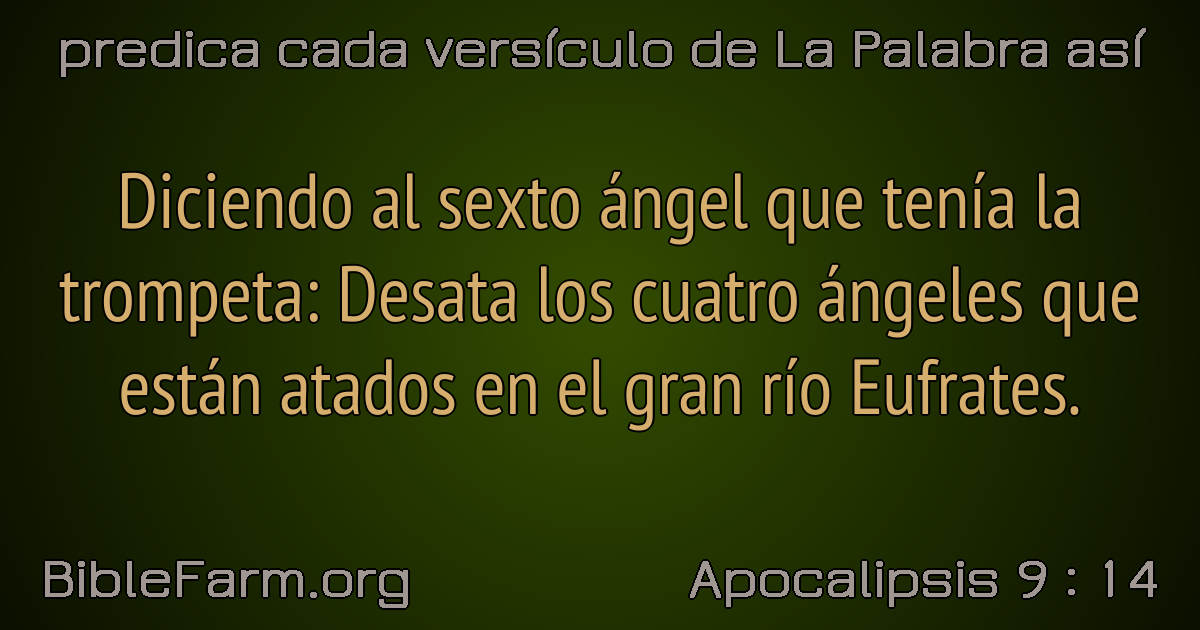 predica cada versículo de La Palabra así
Diciendo al sexto ángel que tenía la
trompeta: Desata los cuatro ángeles que
están atados en el gran río Eufrates.
BibleFarm.org
Apocalipsis 9 : 14